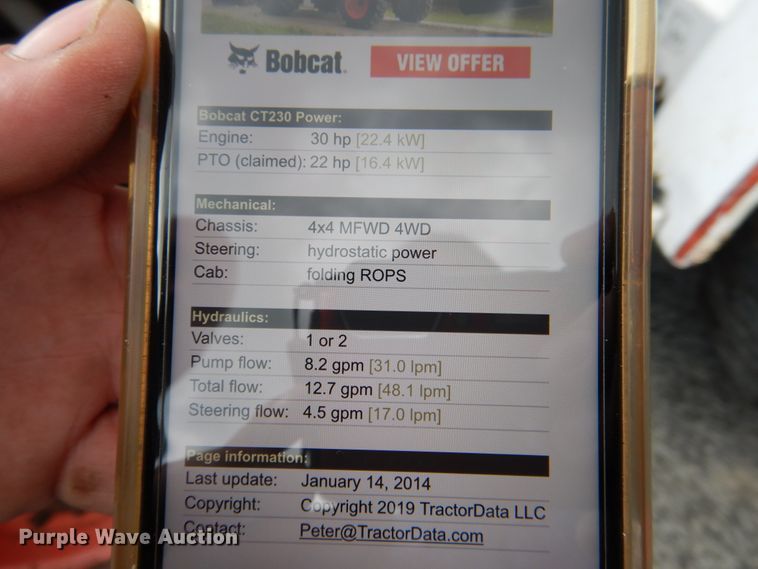 Bobcat.
VIEW OFFER
Bobcat CT230 Power:
Engine: 30 hp [22.4 kW]
PTO (claimed): 22 hp [16.4 kW]
Mechanical:
Chassis: 4x4 MFWD 4WD
Steering: hydrostatic power
Cab: folding ROPS
Hydraulics:
Valves: 1 or 2
Pump flow: 8.2 gpm [31.0 lpm]
Total flow: 12.7 gpm [48.1 lpm]
Steering flow: 4.5 gpm [17.0 lpm]
Page information:
Last update: January 14, 2014
Copyright: Copyright 2019 TractorData LLC
Contact: Peter@TractorData.com
Purple Wave Auction